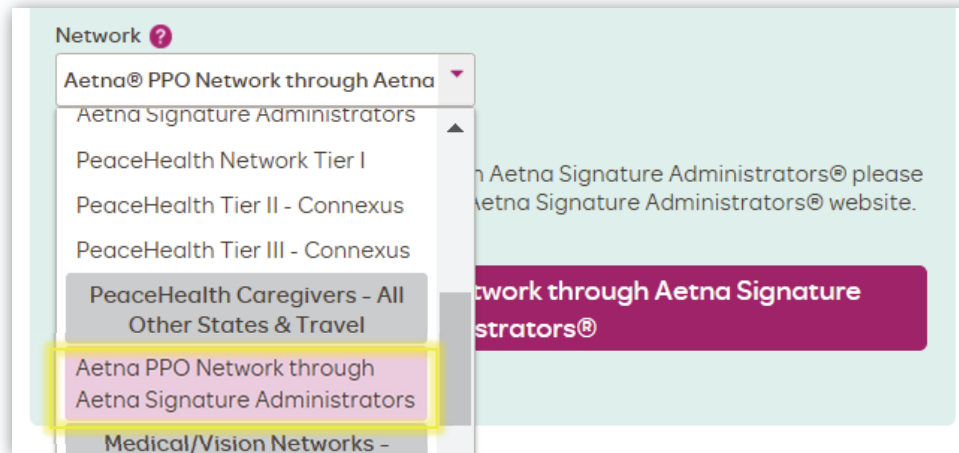 Network ?
Aetna® PPO Network through Aetna
Aetna Signature Administrators
PeaceHealth Network Tier I
PeaceHealth Tier II - Connexus
PeaceHealth Tier III - Connexus
PeaceHealth Caregivers - All
Other States & Travel
Aetna PPO Network through
Aetna Signature Administrators
Medical/Vision Networks -
Aetna Signature Administrators® please
Aetna Signature Administrators® website.
through Aetna Signature